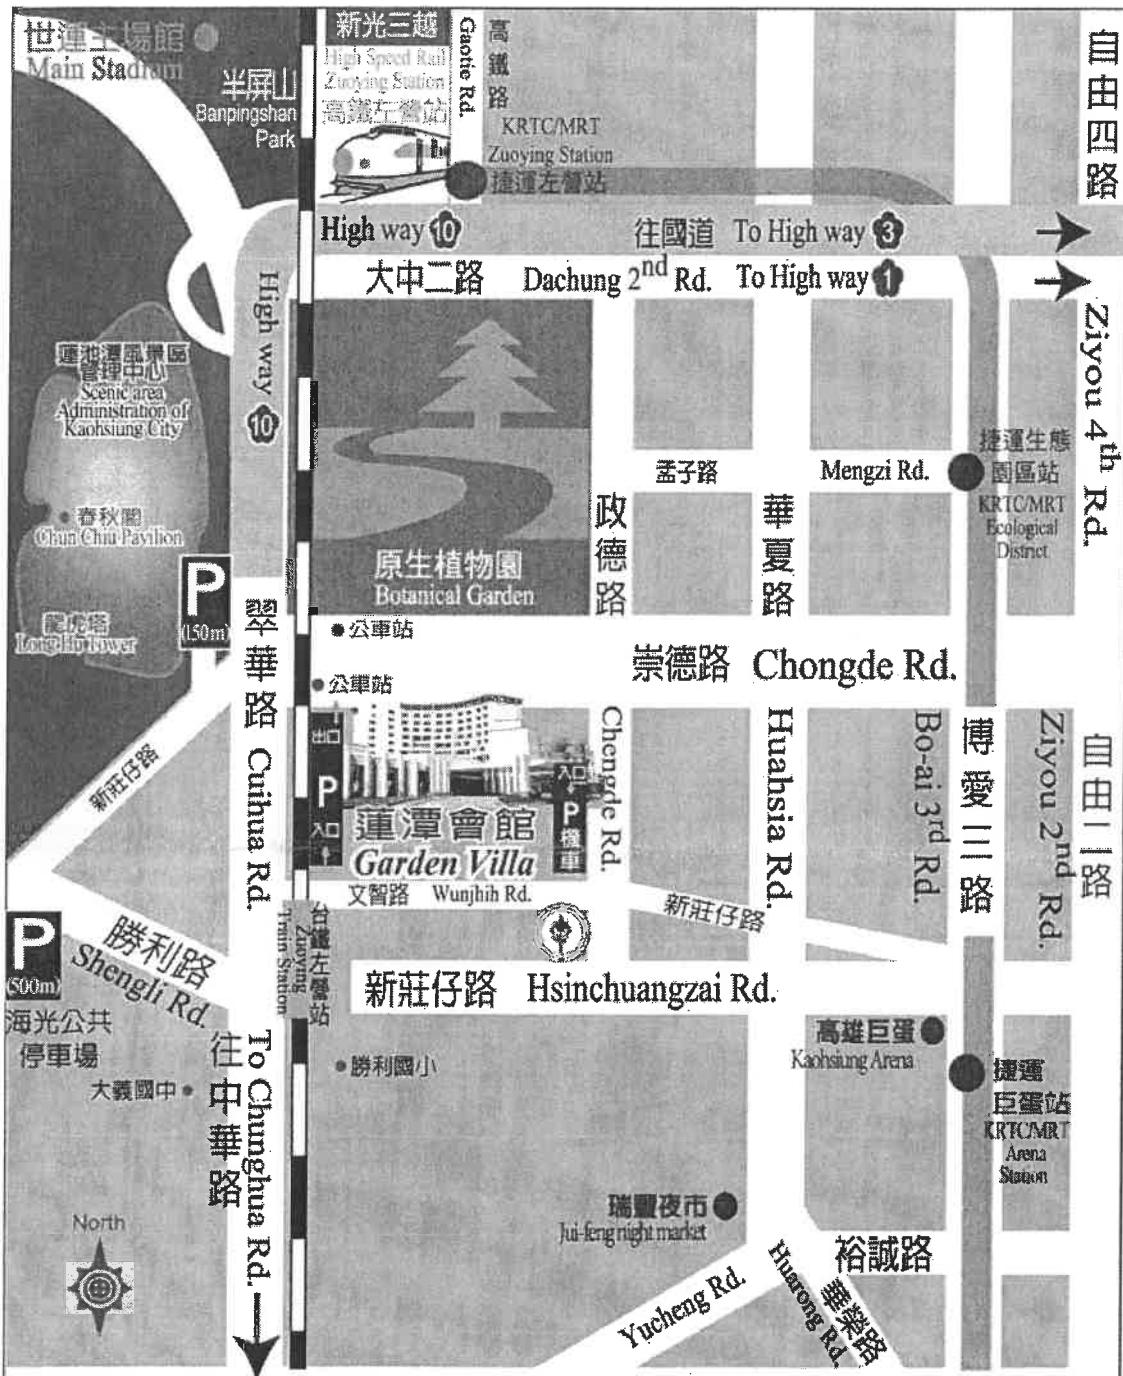 世運主場館
Main Stadium
半屏山
Banpingshan
Park
新光三越
High Speed Rail
Zuoying Station
高鐵左營站
Gaotie Rd.
高鐵路
KRTC/MRT
Zuoying Station
捷運左營站
自由四路
High way 10
往國道 To High way 3
大中二路 Dachung 2nd Rd. To High way 1
High way 10
Ziyou 4th Rd.
蓮池潭風景區
管理中心
Scenic area
Administration of
Kaohsiung City
春秋閣
Chun Chiu Pavilion
龍虎塔
Long Hu Tower
P
(150m)
原生植物園
Botanical Garden
孟子路 Mengzi Rd.
捷運生態
園區站
KRTC/MRT
Ecological
District
政德路
華夏路
翠華路 Cuihua Rd.
公車站
公車站
崇德路 Chongde Rd.
新莊仔路
出口
P
入口
入口
P
機車
蓮潭會館
Garden Villa
Chengde Rd.
Huahsia Rd.
Bo-ai 3rd Rd.
博愛三路
Ziyou 2nd Rd.
自由二路
文智路 Wunjhih Rd.
新莊仔路
P
(500m)
海光公共
停車場
勝利路
Shengli Rd.
台鐵左營站
Zuoying
Train Station
新莊仔路 Hsinchuangzai Rd.
大義國中
往中華路
To Chunghua Rd.
勝利國小
高雄巨蛋
Kaohsiung Arena
捷運
巨蛋站
KRTC/MRT
Arena
Station
瑞豐夜市
Jui-feng night market
North
裕誠路
Yucheng Rd.
Huarong Rd.
華榮路